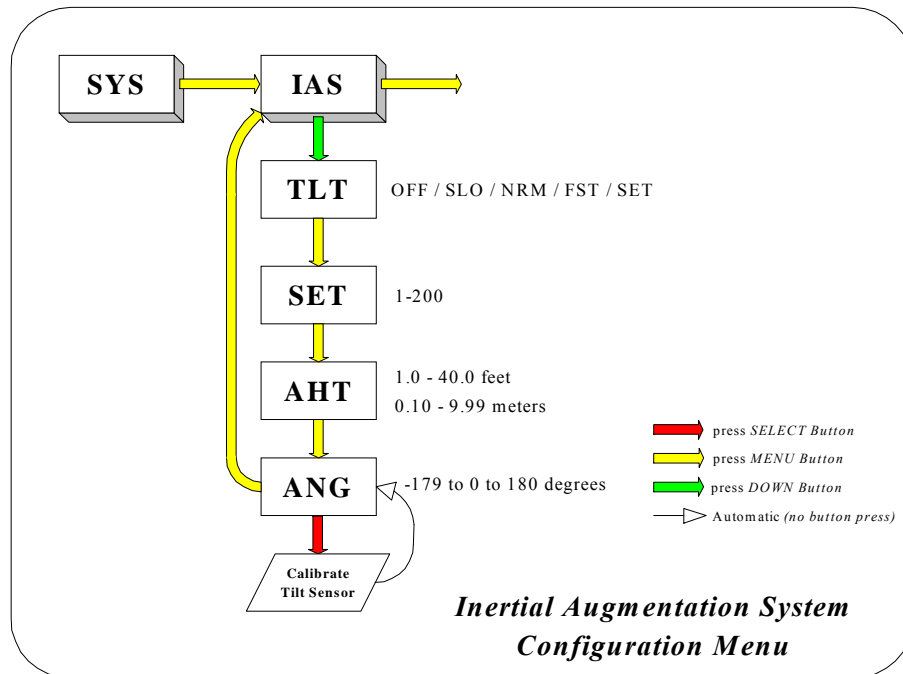 SYS
IAS
TLT
OFF / SLO / NRM / FST / SET
SET
1-200
AHT
1.0 - 40.0 feet
0.10 - 9.99 meters
ANG
-179 to 0 to 180 degrees
Calibrate
Tilt Sensor
press SELECT Button
press MENU Button
press DOWN Button
Automatic (no button press)
Inertial Augmentation System
Configuration Menu